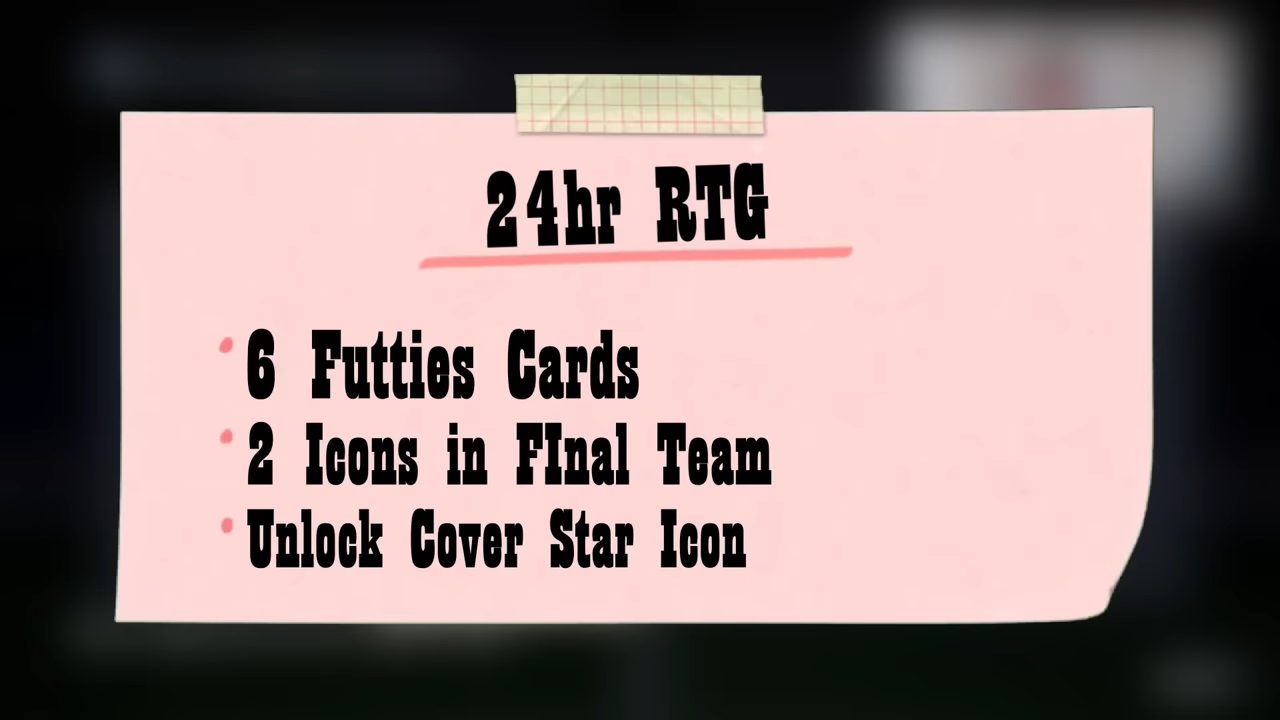 24hr RTG
6 Futties Cards
2 Icons in FInal Team
Unlock Cover Star Icon